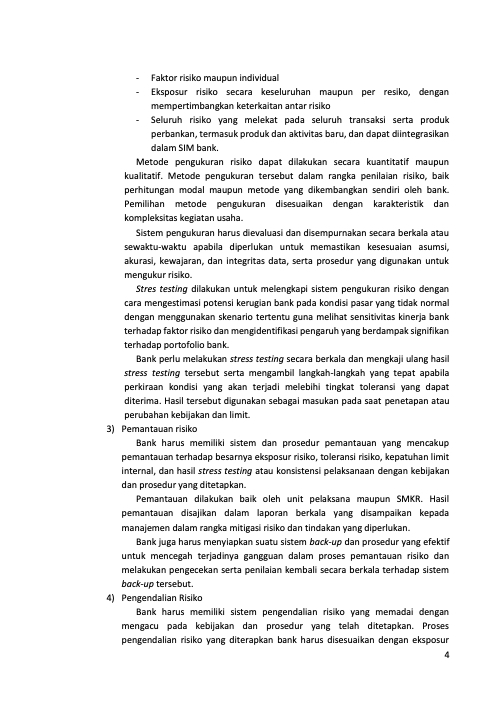 - Faktor risiko maupun individual
- Eksposur risiko secara keseluruhan maupun per resiko, dengan
mempertimbangkan keterkaitan antar risiko
- Seluruh risiko yang melekat pada seluruh transaksi serta produk
perbankan, termasuk produk dan aktivitas baru, dan dapat diintegrasikan
dalam SIM bank.
Metode pengukuran risiko dapat dilakukan secara kuantitatif maupun
kualitatif. Metode pengukuran tersebut dalam rangka penilaian risiko, baik
perhitungan modal maupun metode yang dikembangkan sendiri oleh bank.
Pemilihan metode pengukuran disesuaikan dengan karakteristik dan
kompleksitas kegiatan usaha.
Sistem pengukuran harus dievaluasi dan disempurnakan secara berkala atau
sewaktu-waktu apabila diperlukan untuk memastikan kesesuaian asumsi,
akurasi, kewajaran, dan integritas data, serta prosedur yang digunakan untuk
mengukur risiko.
Stres testing dilakukan untuk melengkapi sistem pengukuran risiko dengan
cara mengestimasi potensi kerugian bank pada kondisi pasar yang tidak normal
dengan menggunakan skenario tertentu guna melihat sensitivitas kinerja bank
terhadap faktor risiko dan mengidentifikasi pengaruh yang berdampak signifikan
terhadap portofolio bank.
Bank perlu melakukan stress testing secara berkala dan mengkaji ulang hasil
stress testing tersebut serta mengambil langkah-langkah yang tepat apabila
perkiraan kondisi yang akan terjadi melebihi tingkat toleransi yang dapat
diterima. Hasil tersebut digunakan sebagai masukan pada saat penetapan atau
perubahan kebijakan dan limit.
3) Pemantauan risiko
Bank harus memiliki sistem dan prosedur pemantauan yang mencakup
pemantauan terhadap besarnya eksposur risiko, toleransi risiko, kepatuhan limit
internal, dan hasil stress testing atau konsistensi pelaksanaan dengan kebijakan
dan prosedur yang ditetapkan.
Pemantauan dilakukan baik oleh unit pelaksana maupun SMKR. Hasil
pemantauan disajikan dalam laporan berkala yang disampaikan kepada
manajemen dalam rangka mitigasi risiko dan tindakan yang diperlukan.
Bank juga harus menyiapkan suatu sistem back-up dan prosedur yang efektif
untuk mencegah terjadinya gangguan dalam proses pemantauan risiko dan
melakukan pengecekan serta penilaian kembali secara berkala terhadap sistem
back-up tersebut.
4) Pengendalian Risiko
Bank harus memiliki sistem pengendalian risiko yang memadai dengan
mengacu pada kebijakan dan prosedur yang telah ditetapkan. Proses
pengendalian risiko yang diterapkan bank harus disesuaikan dengan eksposur
4